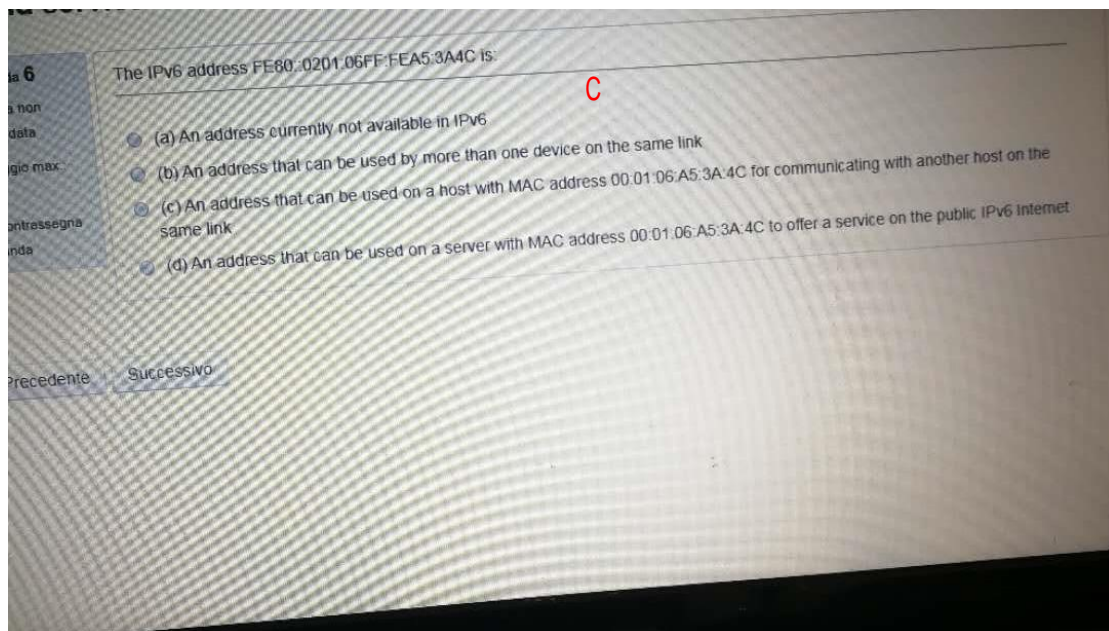 6
The IPv6 address FE80::0201:06FF:FEA5:3A4C is:
C
non
data
max
(a) An address currently not available in IPv6
(b) An address that can be used by more than one device on the same link
(c) An address that can be used on a host with MAC address 00:01:06:A5:3A:4C for communicating with another host on the
same link
(d) An address that can be used on a server with MAC address 00:01:06:A5:3A:4C to offer a service on the public IPv6 Internet
Precedente Successivo